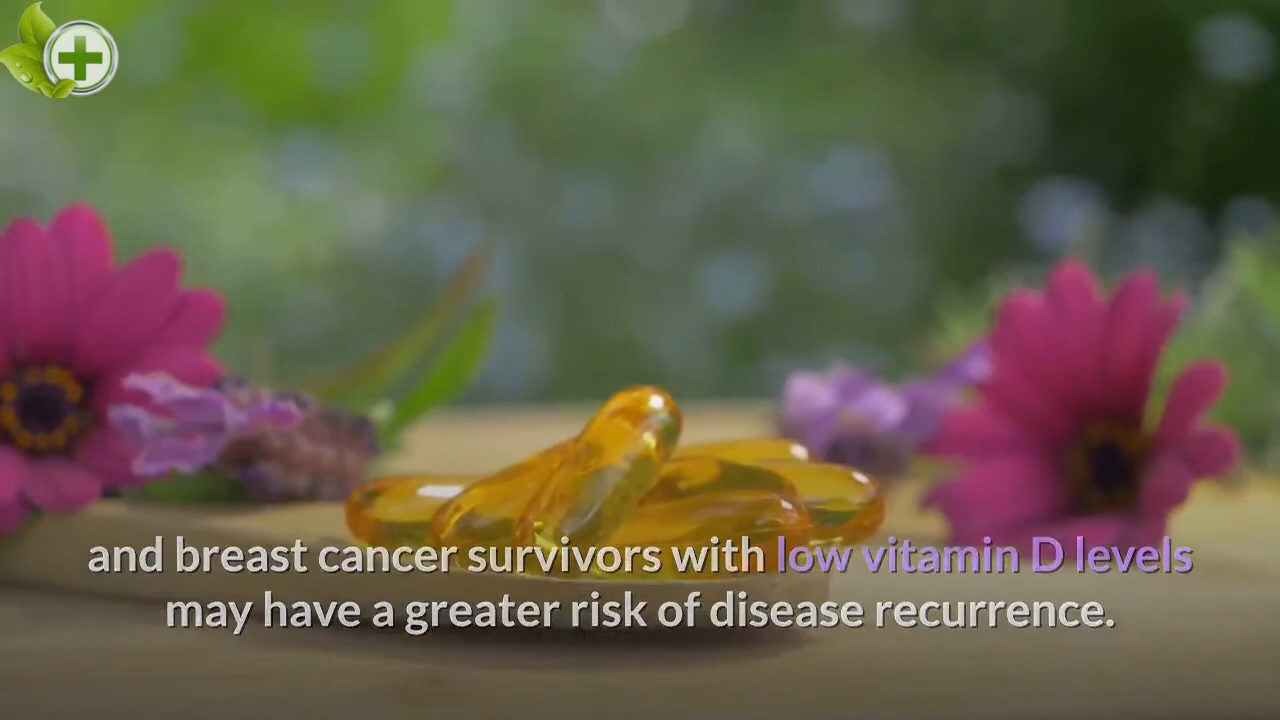 and breast cancer survivors with low vitamin D levels
may have a greater risk of disease recurrence.